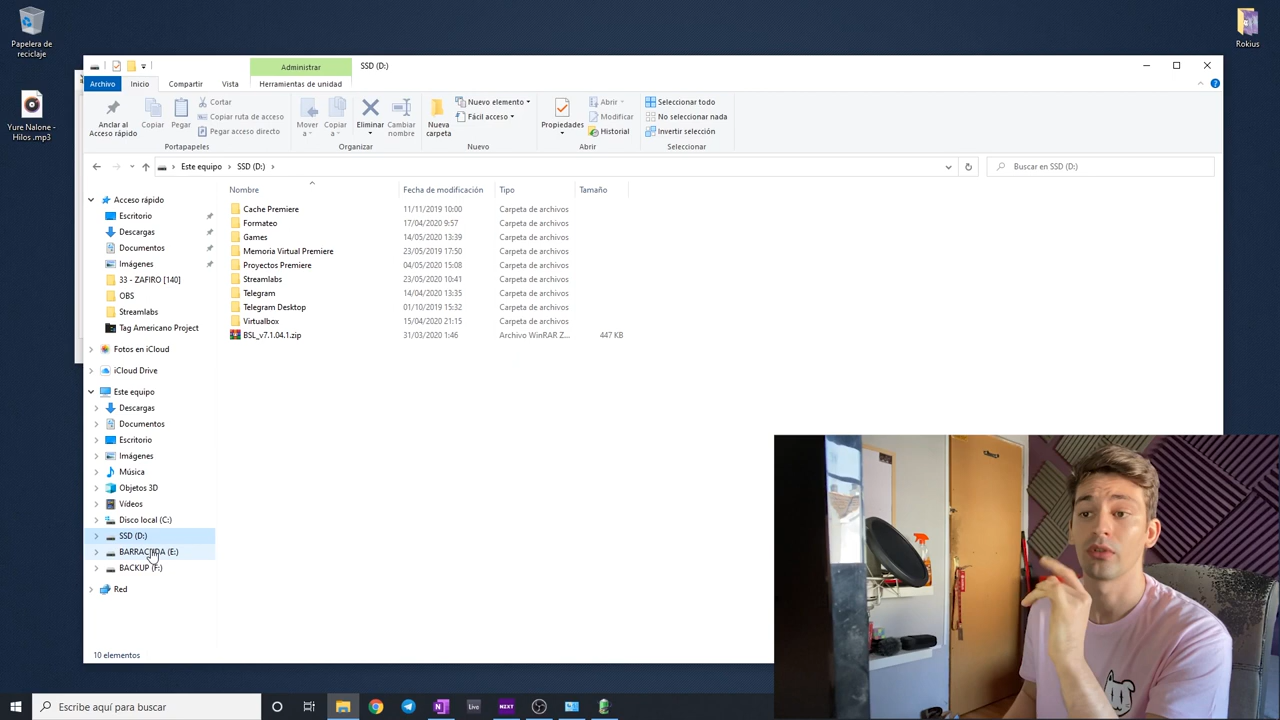 Papelera de
reciclaje
Yure Nalone -
Hilos .mp3
Rokius
Administrar
SSD (D:)
Archivo
Inicio
Compartir
Vista
Herramientas de unidad
Anclar al
Acceso rápido
Copiar
Pegar
Cortar
Copiar ruta de acceso
Pegar acceso directo
Portapapeles
Mover
a
Copiar
a
Eliminar
Cambiar
nombre
Organizar
Nueva
carpeta
Nuevo elemento
Fácil acceso
Nuevo
Propiedades
Abrir
Modificar
Historial
Abrir
Seleccionar todo
No seleccionar nada
Invertir selección
Seleccionar
Este equipo > SSD (D:) >
Buscar en SSD (D:)
Nombre Fecha de modificación Tipo Tamaño
Cache Premiere 11/11/2019 10:00 Carpeta de archivos
Formateo 17/04/2020 9:57 Carpeta de archivos
Games 14/05/2020 13:39 Carpeta de archivos
Memoria Virtual Premiere 23/05/2019 17:50 Carpeta de archivos
Proyectos Premiere 04/05/2020 15:08 Carpeta de archivos
Streamlabs 23/05/2020 10:41 Carpeta de archivos
Telegram 14/04/2020 13:35 Carpeta de archivos
Telegram Desktop 01/10/2019 15:32 Carpeta de archivos
Virtualbox 15/04/2020 21:15 Carpeta de archivos
BSL_v7.1.04.1.zip 31/03/2020 1:46 Archivo WinRAR Z... 447 KB
Acceso rápido
Escritorio
Descargas
Documentos
Imágenes
33 - ZAFIRO [140]
OBS
Streamlabs
Tag Americano Project
Fotos en iCloud
iCloud Drive
Este equipo
Descargas
Documentos
Escritorio
Imágenes
Música
Objetos 3D
Vídeos
Disco local (C:)
SSD (D:)
BARRACUDA (E:)
BACKUP (F:)
Red
10 elementos
Escribe aquí para buscar
Live
NZXT